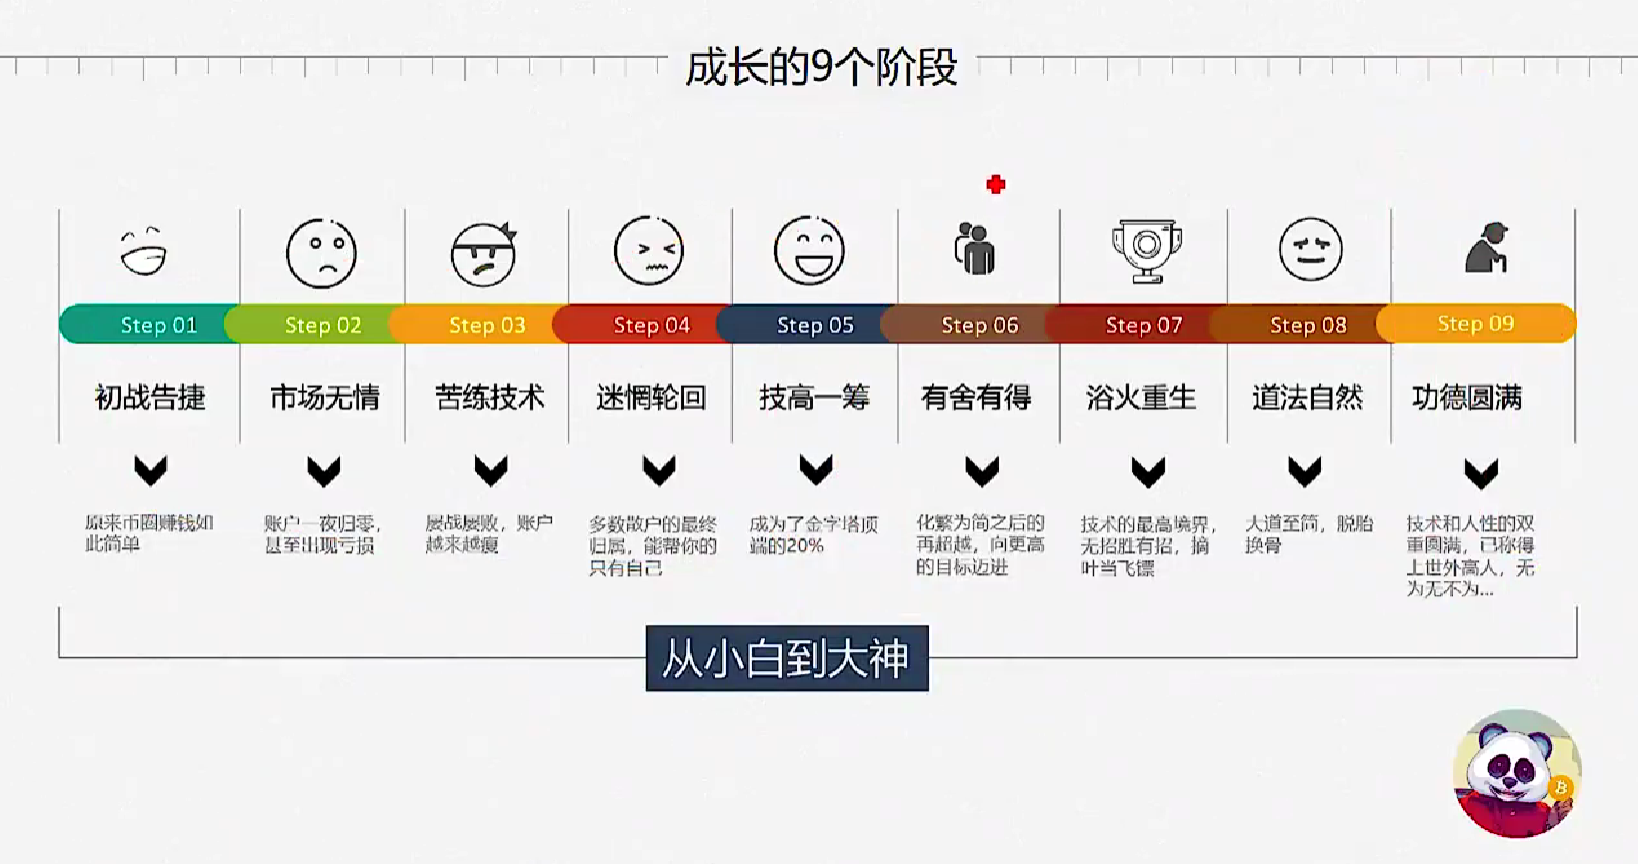 成长的9个阶段
Step 01
Step 02
Step 03
Step 04
Step 05
Step 06
Step 07
Step 08
Step 09
初战告捷
市场无情
苦练技术
迷惘轮回
技高一筹
有舍有得
浴火重生
道法自然
功德圆满
原来币圈赚钱如
此简单
账户一夜归零，
甚至出现亏损
屡战屡败，账户
越来越瘦
多数散户的最终
归属，能帮你的
只有自己
成为了金字塔顶
端的20%
化繁为简之后的
再超越，向更高
的目标迈进
技术的最高境界，
无招胜有招，摘
叶当飞镖
大道至简，脱胎
换骨
技术和人性的双
重圆满，已称得
上世外高人，无
为无不为...
从小白到大神